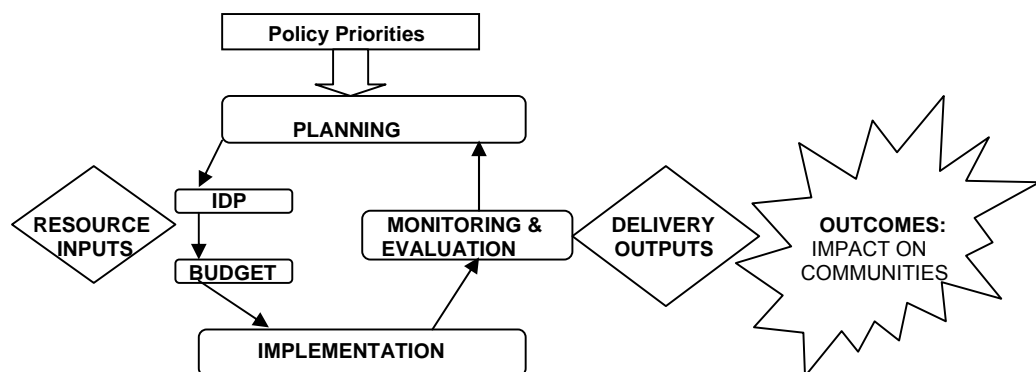 Policy Priorities
PLANNING
IDP
RESOURCE
INPUTS
BUDGET
MONITORING &
EVALUATION
DELIVERY
OUTPUTS
OUTCOMES:
IMPACT ON
COMMUNITIES
IMPLEMENTATION